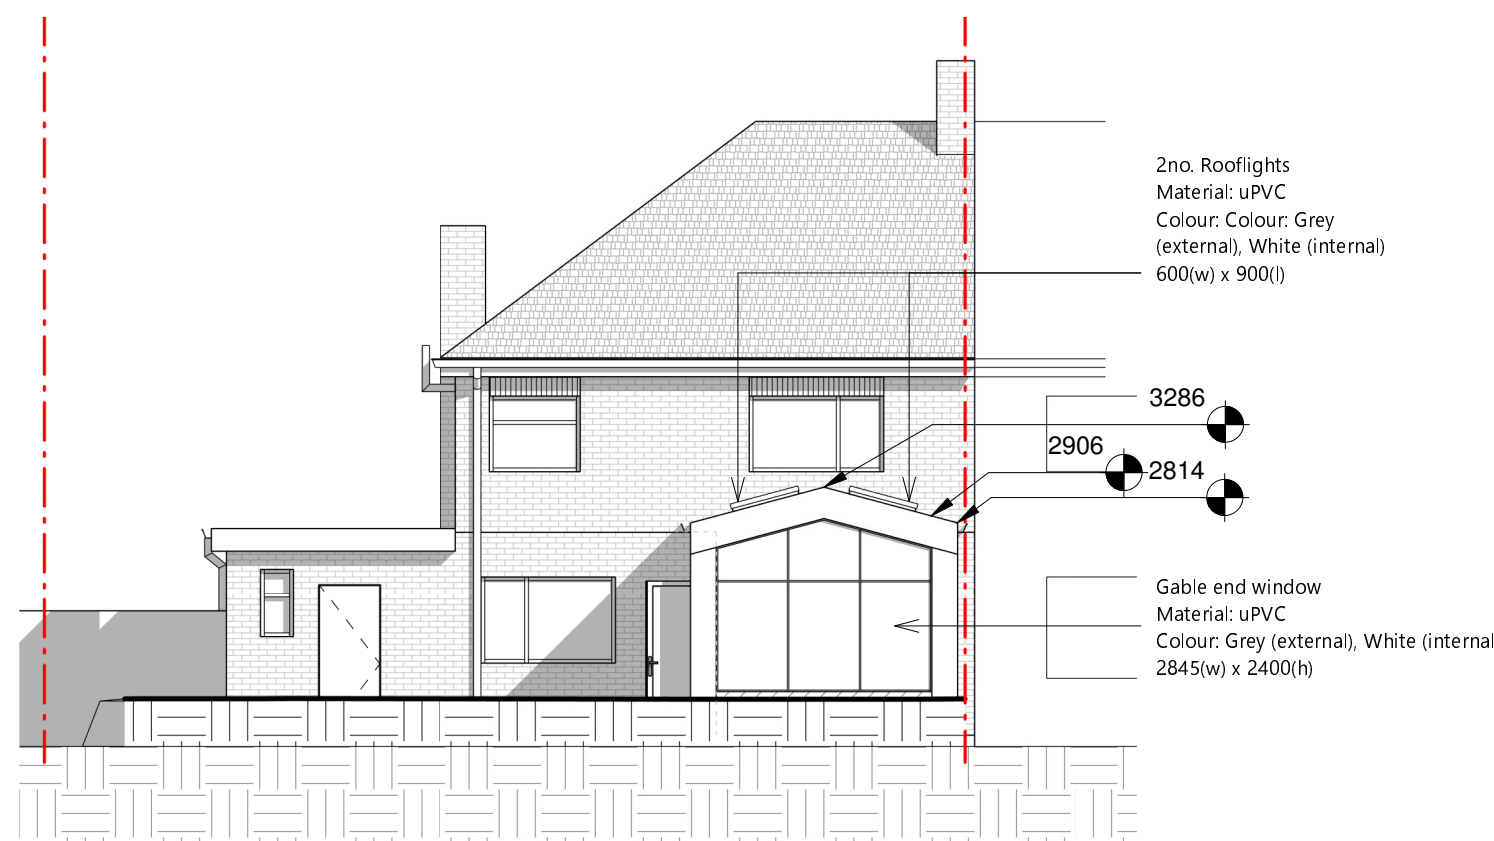 2no. Rooflights
Material: uPVC
Colour: Colour: Grey
(external), White (internal)
600(w) x 900(l)
3286
2906
2814
Gable end window
Material: uPVC
Colour: Grey (external), White (internal
2845(w) x 2400(h)